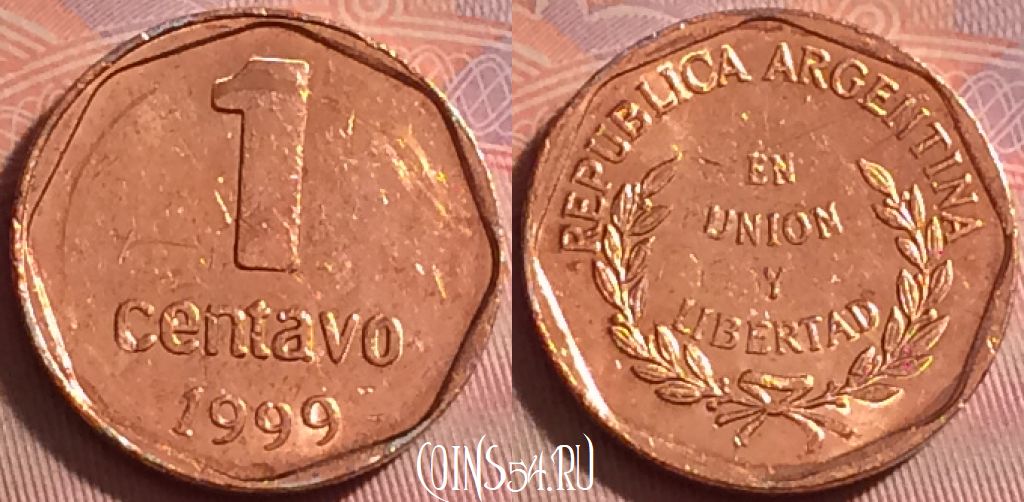 1
centavo
1999
REPUBLICA ARGENTINA
EN
UNION
Y
LIBERTAD
COINS54.RU